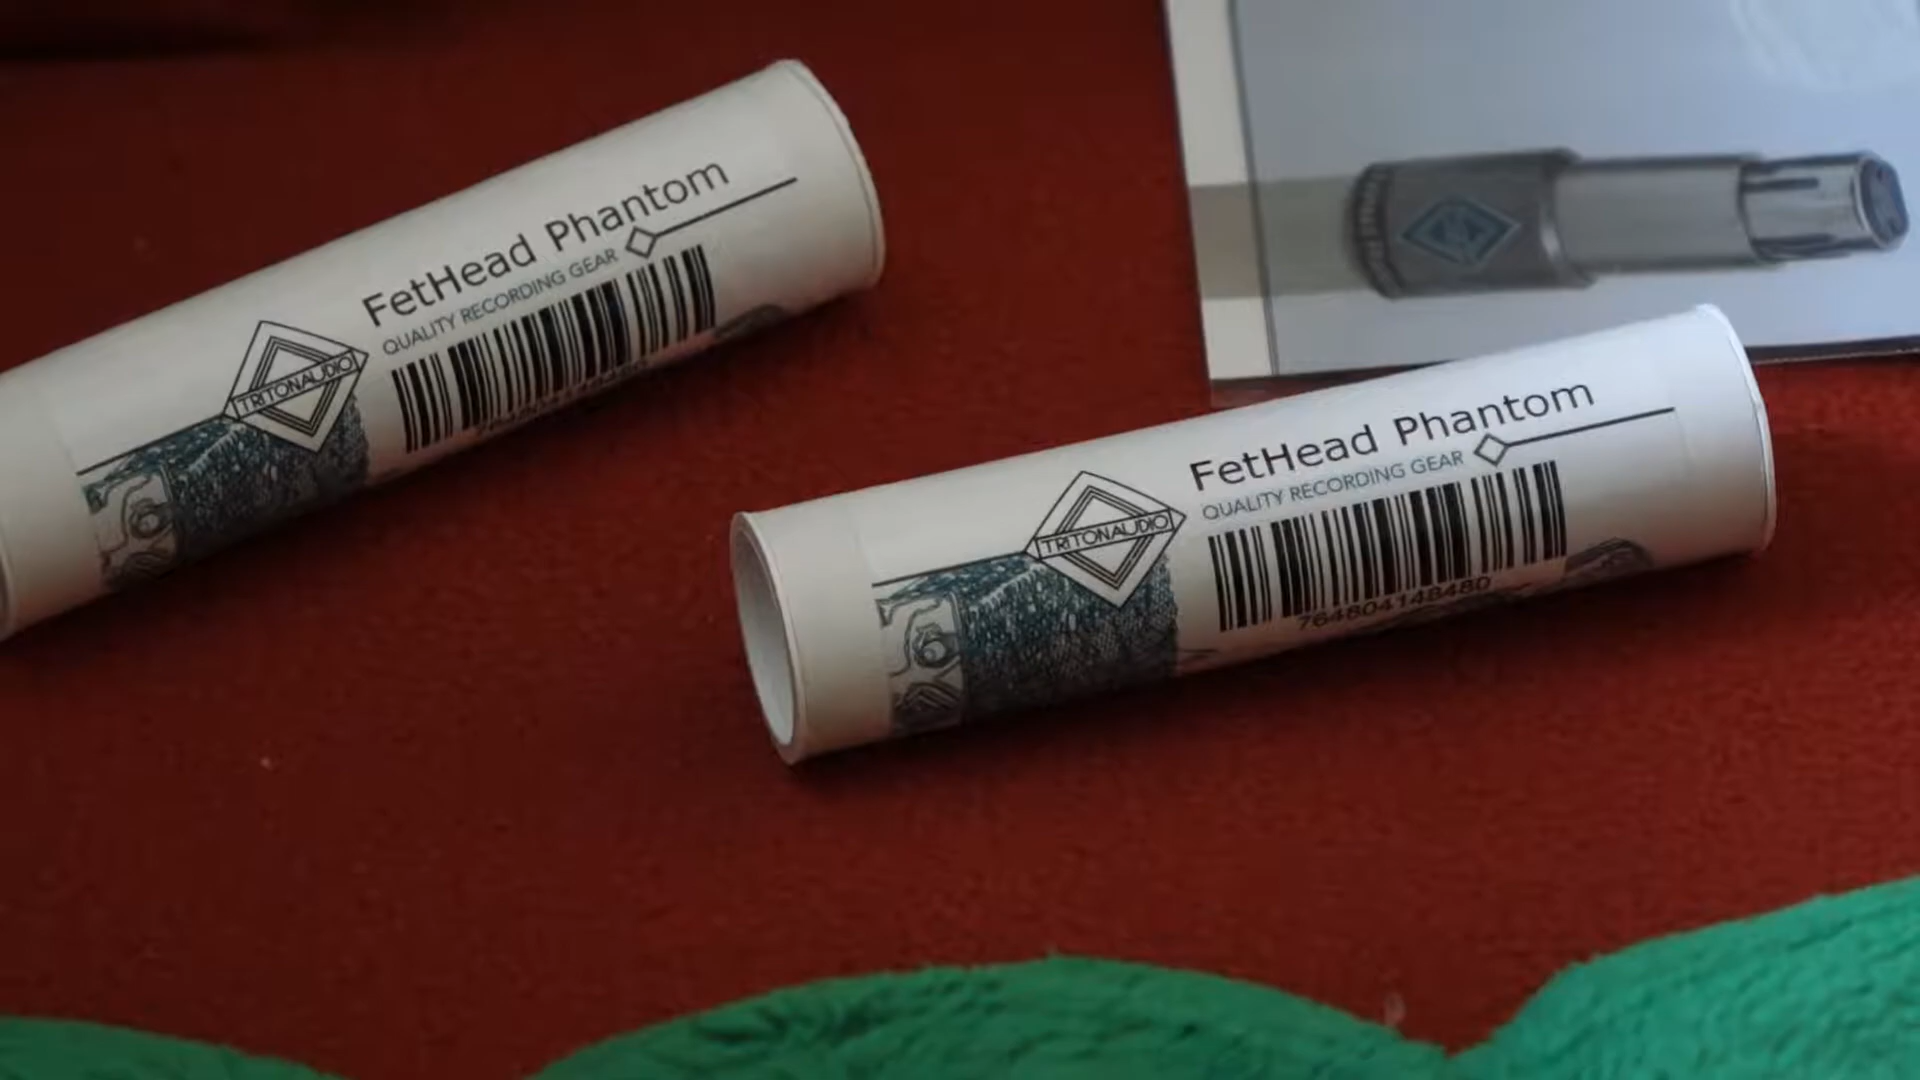 FetHead Phantom
QUALITY RECORDING GEAR
TRITONAUDIO
FetHead Phantom
QUALITY RECORDING GEAR
TRITONAUDIO
764804148480